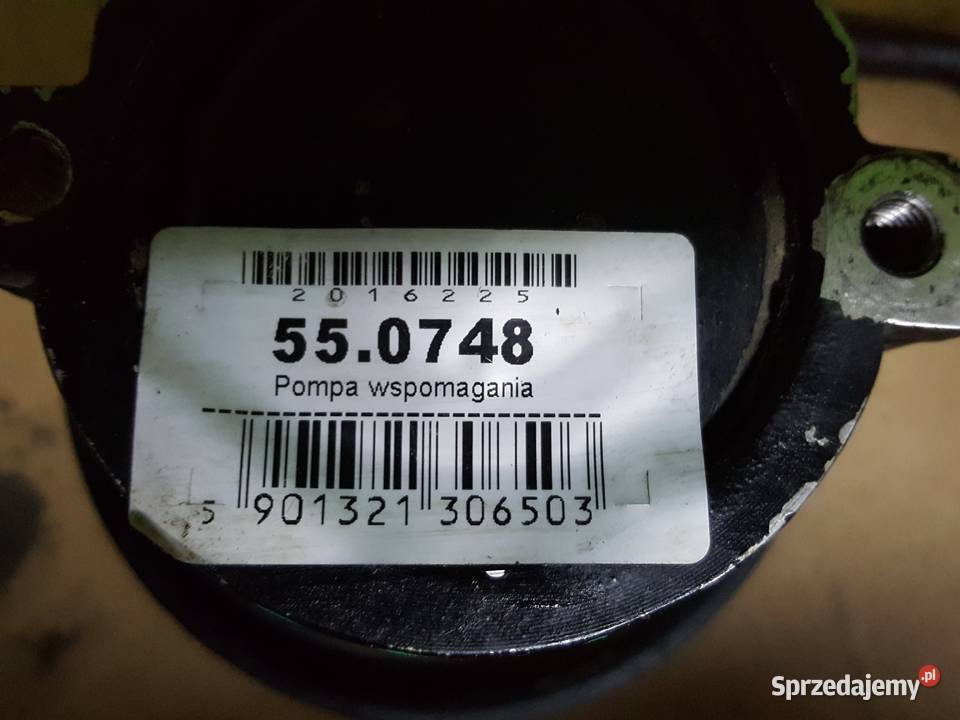 2016225
55.0748
Pompa wspomagania
5 901321 306503
Sprzedajemy.pl